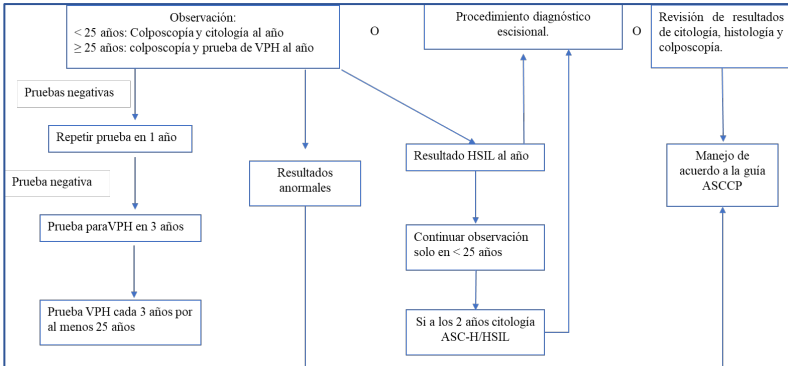 Observación:
< 25 años: Colposcopía y citología al año
≥ 25 años: colposcopía y prueba de VPH al año
O
Procedimiento diagnóstico
escisional.
O
Revisión de resultados
de citología, histología y
colposcopía.
Pruebas negativas
Repetir prueba en 1 año
Prueba negativa
Resultados
anormales
Resultado HSIL al año
Manejo de
acuerdo a la guía
ASCCP
Prueba paraVPH en 3 años
Continuar observación
solo en < 25 años
Prueba VPH cada 3 años por
al menos 25 años
Si a los 2 años citología
ASC-H/HSIL